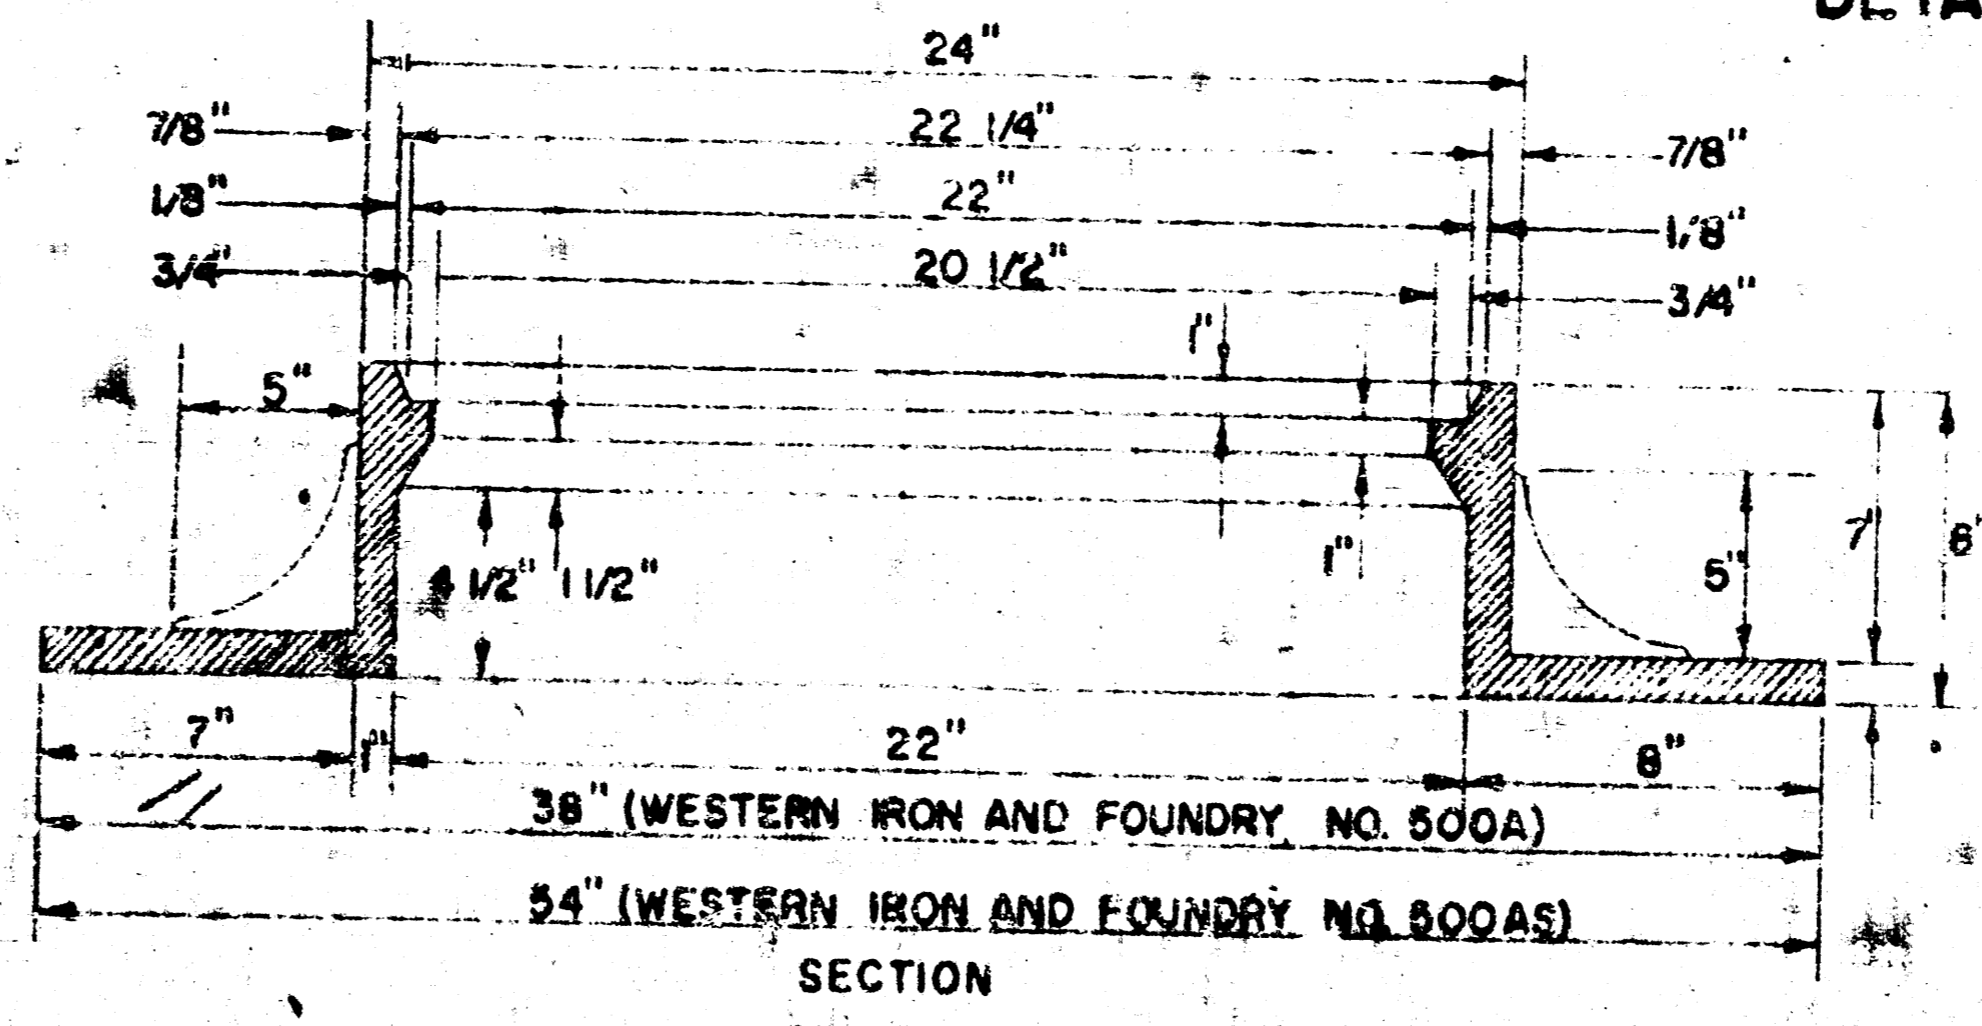 24"
7/8" 22 1/4" 7/8"
1/8" 22" 1/8"
3/4" 20 1/2" 3/4"
1"
5"
7"
4 1/2" 1 1/2" 1" 5"
7" 1" 22" 8"
38" (WESTERN IRON AND FOUNDRY NO. 500A)
54" (WESTERN IRON AND FOUNDRY NO. 500AS)
SECTION